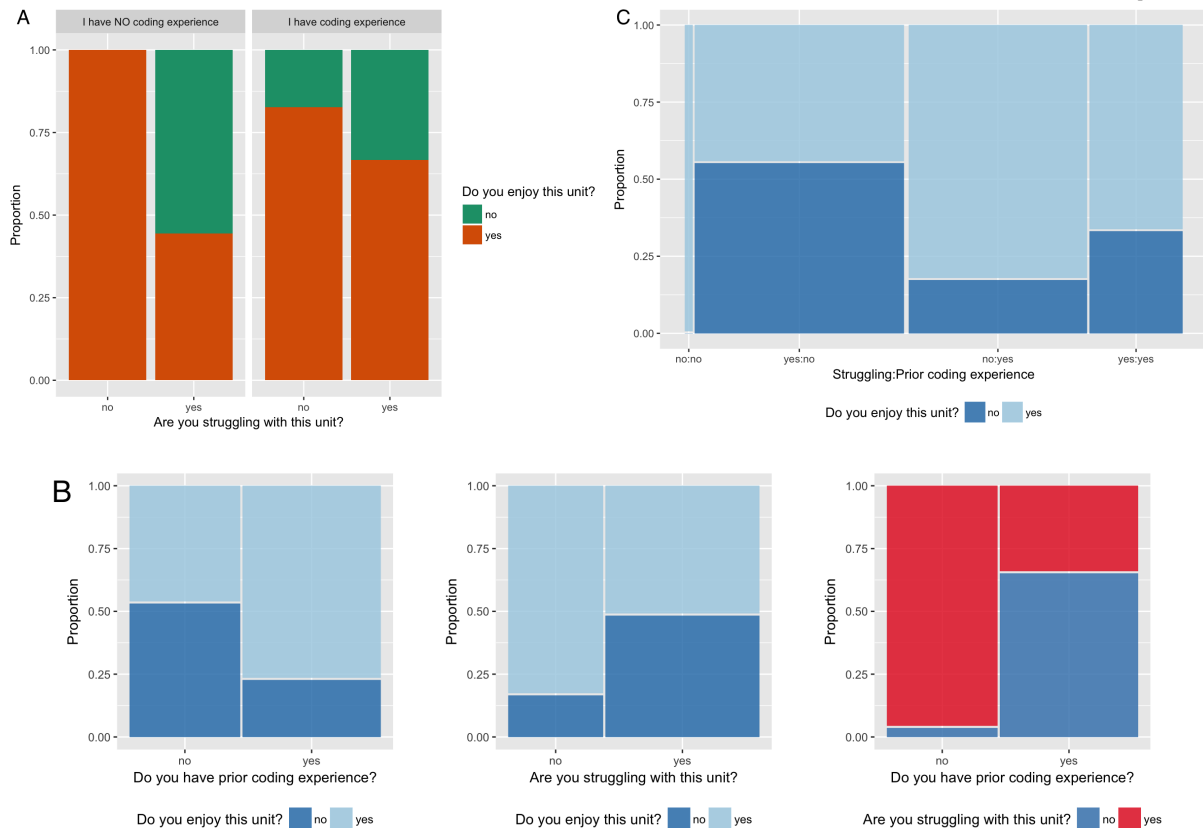 A
I have NO coding experience
I have coding experience
1.00
0.75
0.50
0.25
0.00
Proportion
no
yes
no
yes
Are you struggling with this unit?
Do you enjoy this unit?
no
yes
C
1.00
0.75
0.50
0.25
0.00
Proportion
no:no
yes:no
no:yes
yes:yes
Struggling:Prior coding experience
Do you enjoy this unit? no yes
B
1.00
0.75
0.50
0.25
0.00
Proportion
no
yes
Do you have prior coding experience?
Do you enjoy this unit? no yes
1.00
0.75
0.50
0.25
0.00
Proportion
no
yes
Are you struggling with this unit?
Do you enjoy this unit? no yes
1.00
0.75
0.50
0.25
0.00
Proportion
no
yes
Do you have prior coding experience?
Are you struggling with this unit? no yes